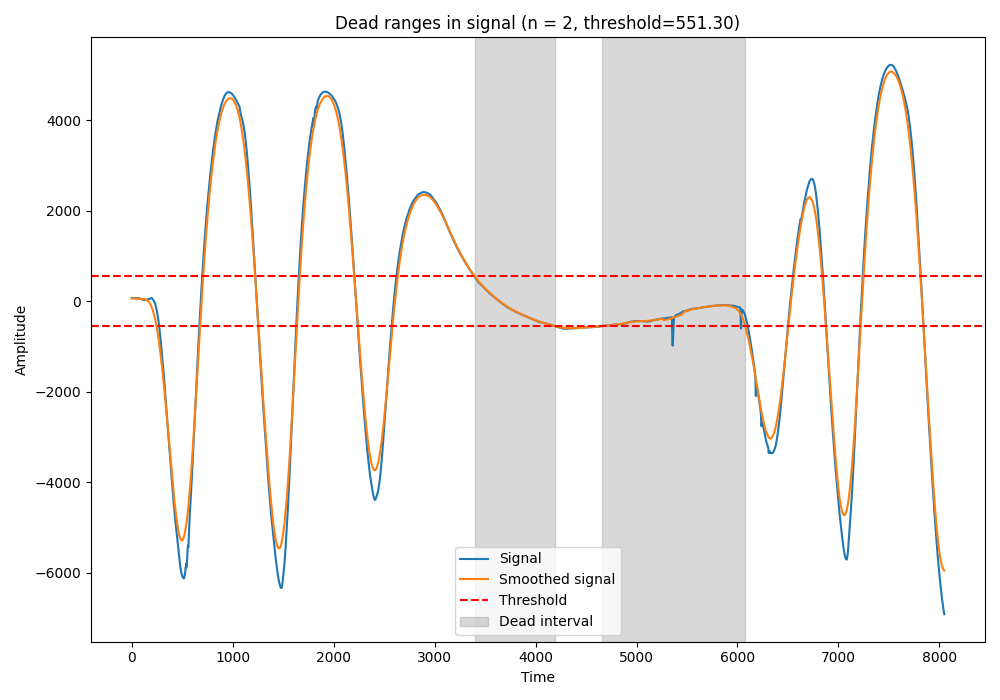 Dead ranges in signal (n = 2, threshold=551.30)
Amplitude
4000
2000
0
−2000
−4000
−6000
Signal
Smoothed signal
Threshold
Dead interval
0 1000 2000 3000 4000 5000 6000 7000 8000
Time